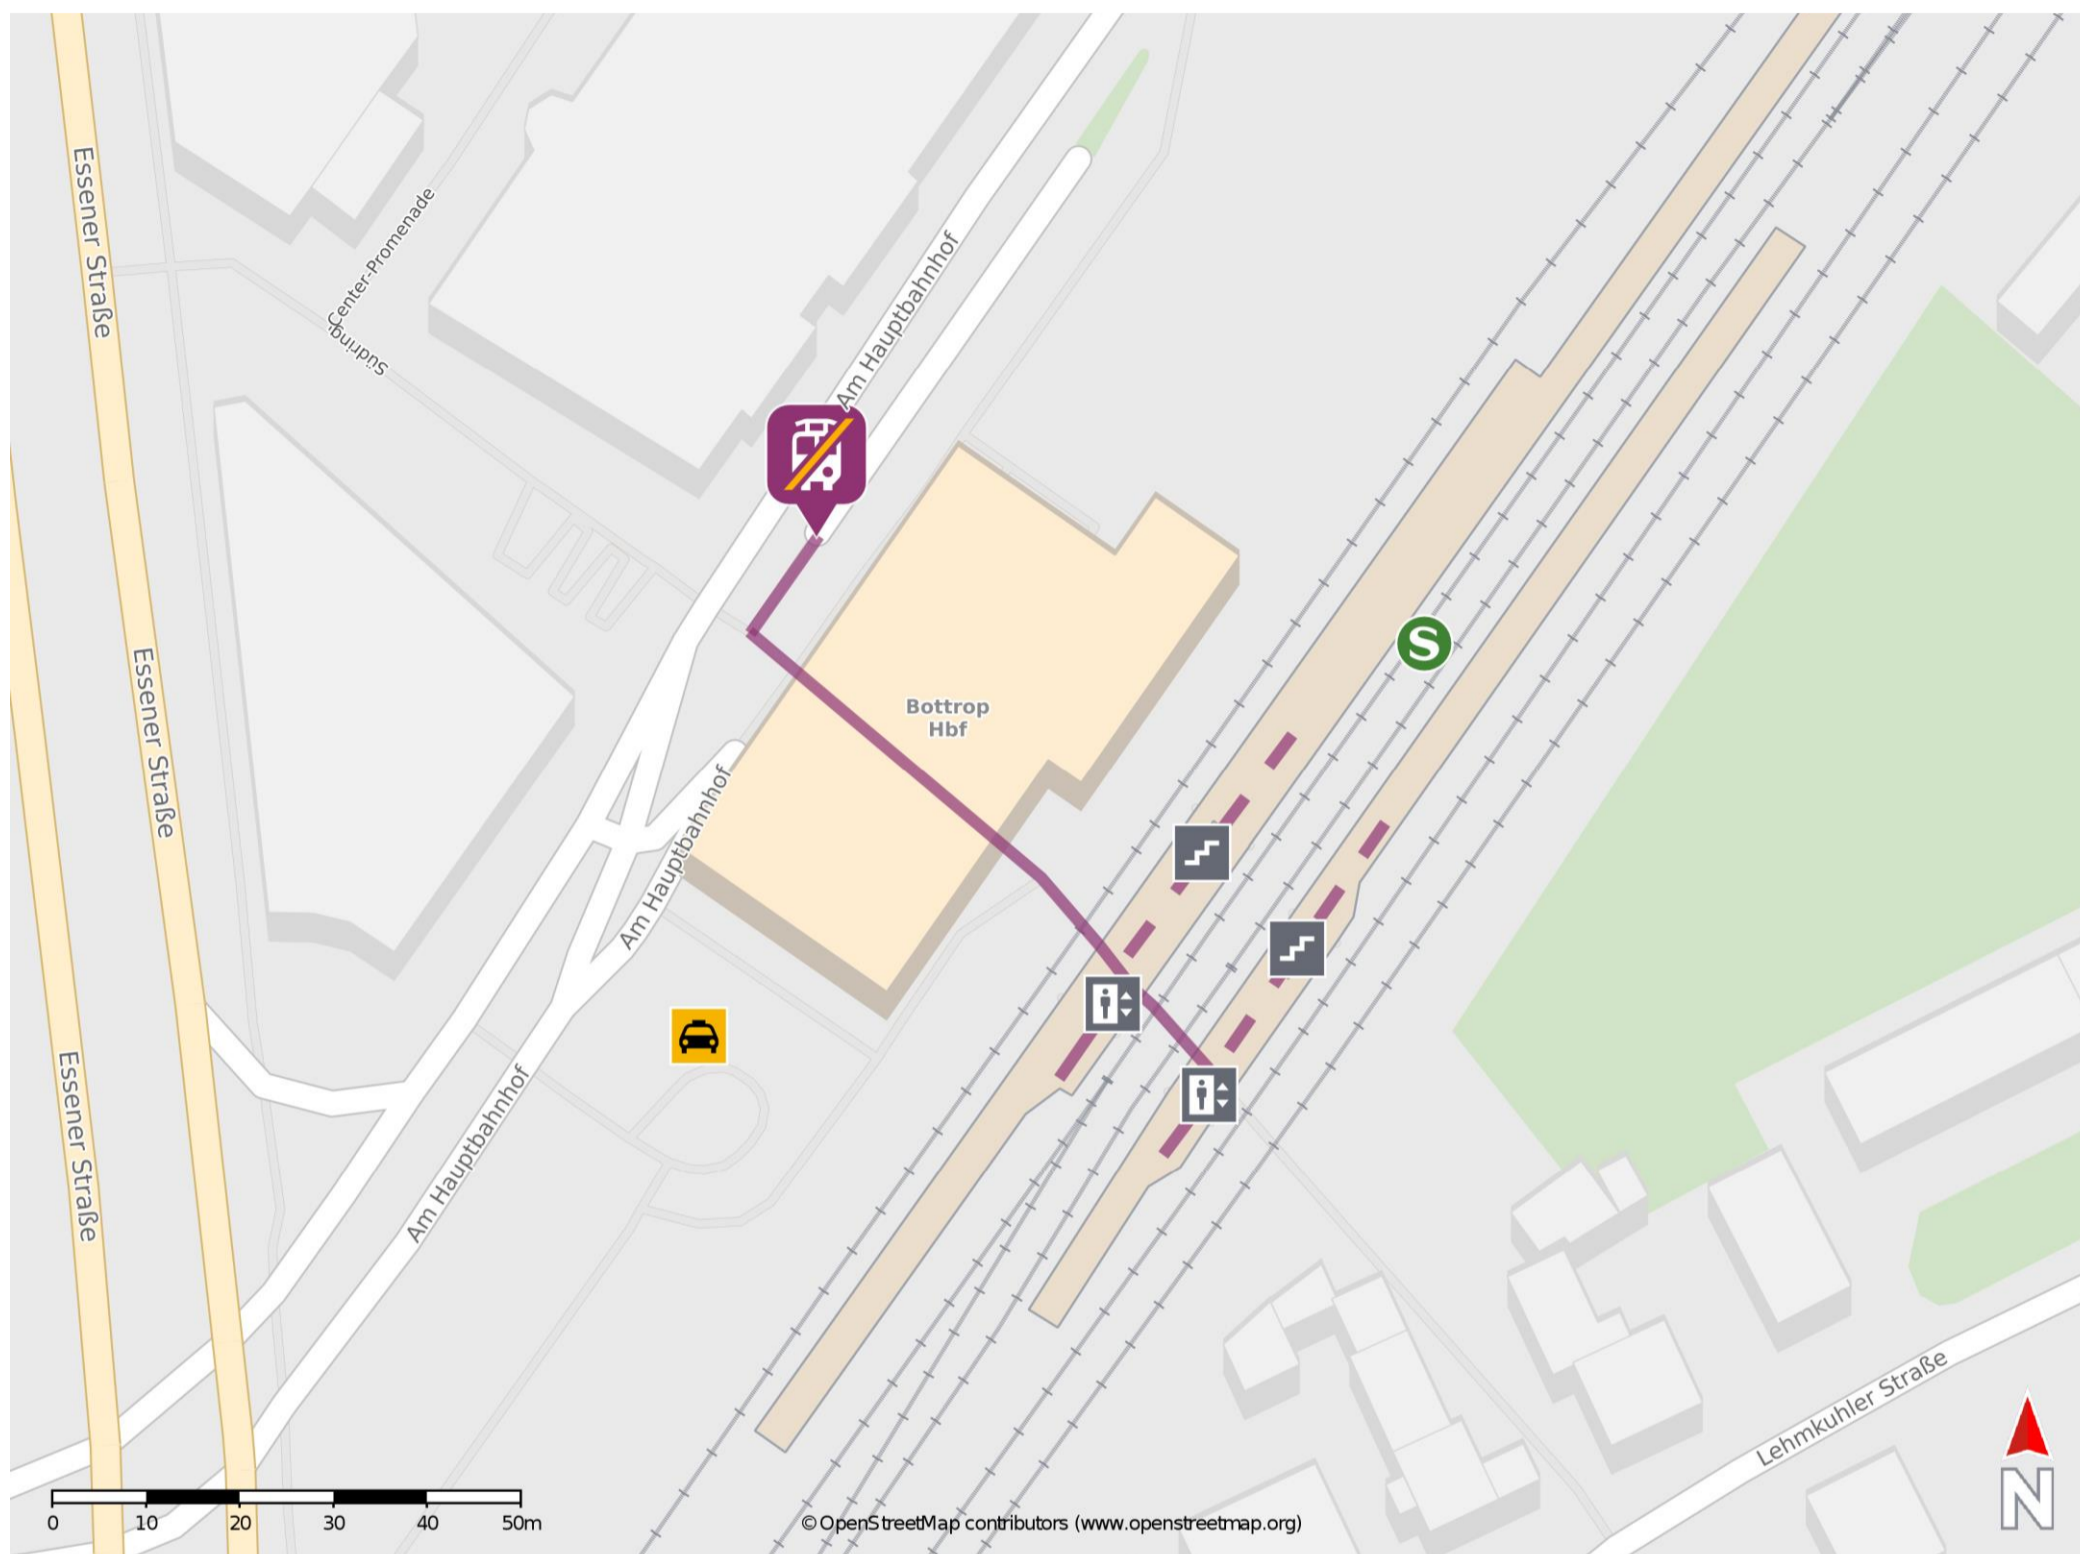 Essener Straße
Center-Promenade
Südring
Am Hauptbahnhof
S
Essener Straße
Bottrop
Hbf
Am Hauptbahnhof
Essener Straße
Am Hauptbahnhof
Lehmkuhler Straße
0 10 20 30 40 50m
© OpenStreetMap contributors (www.openstreetmap.org)
N